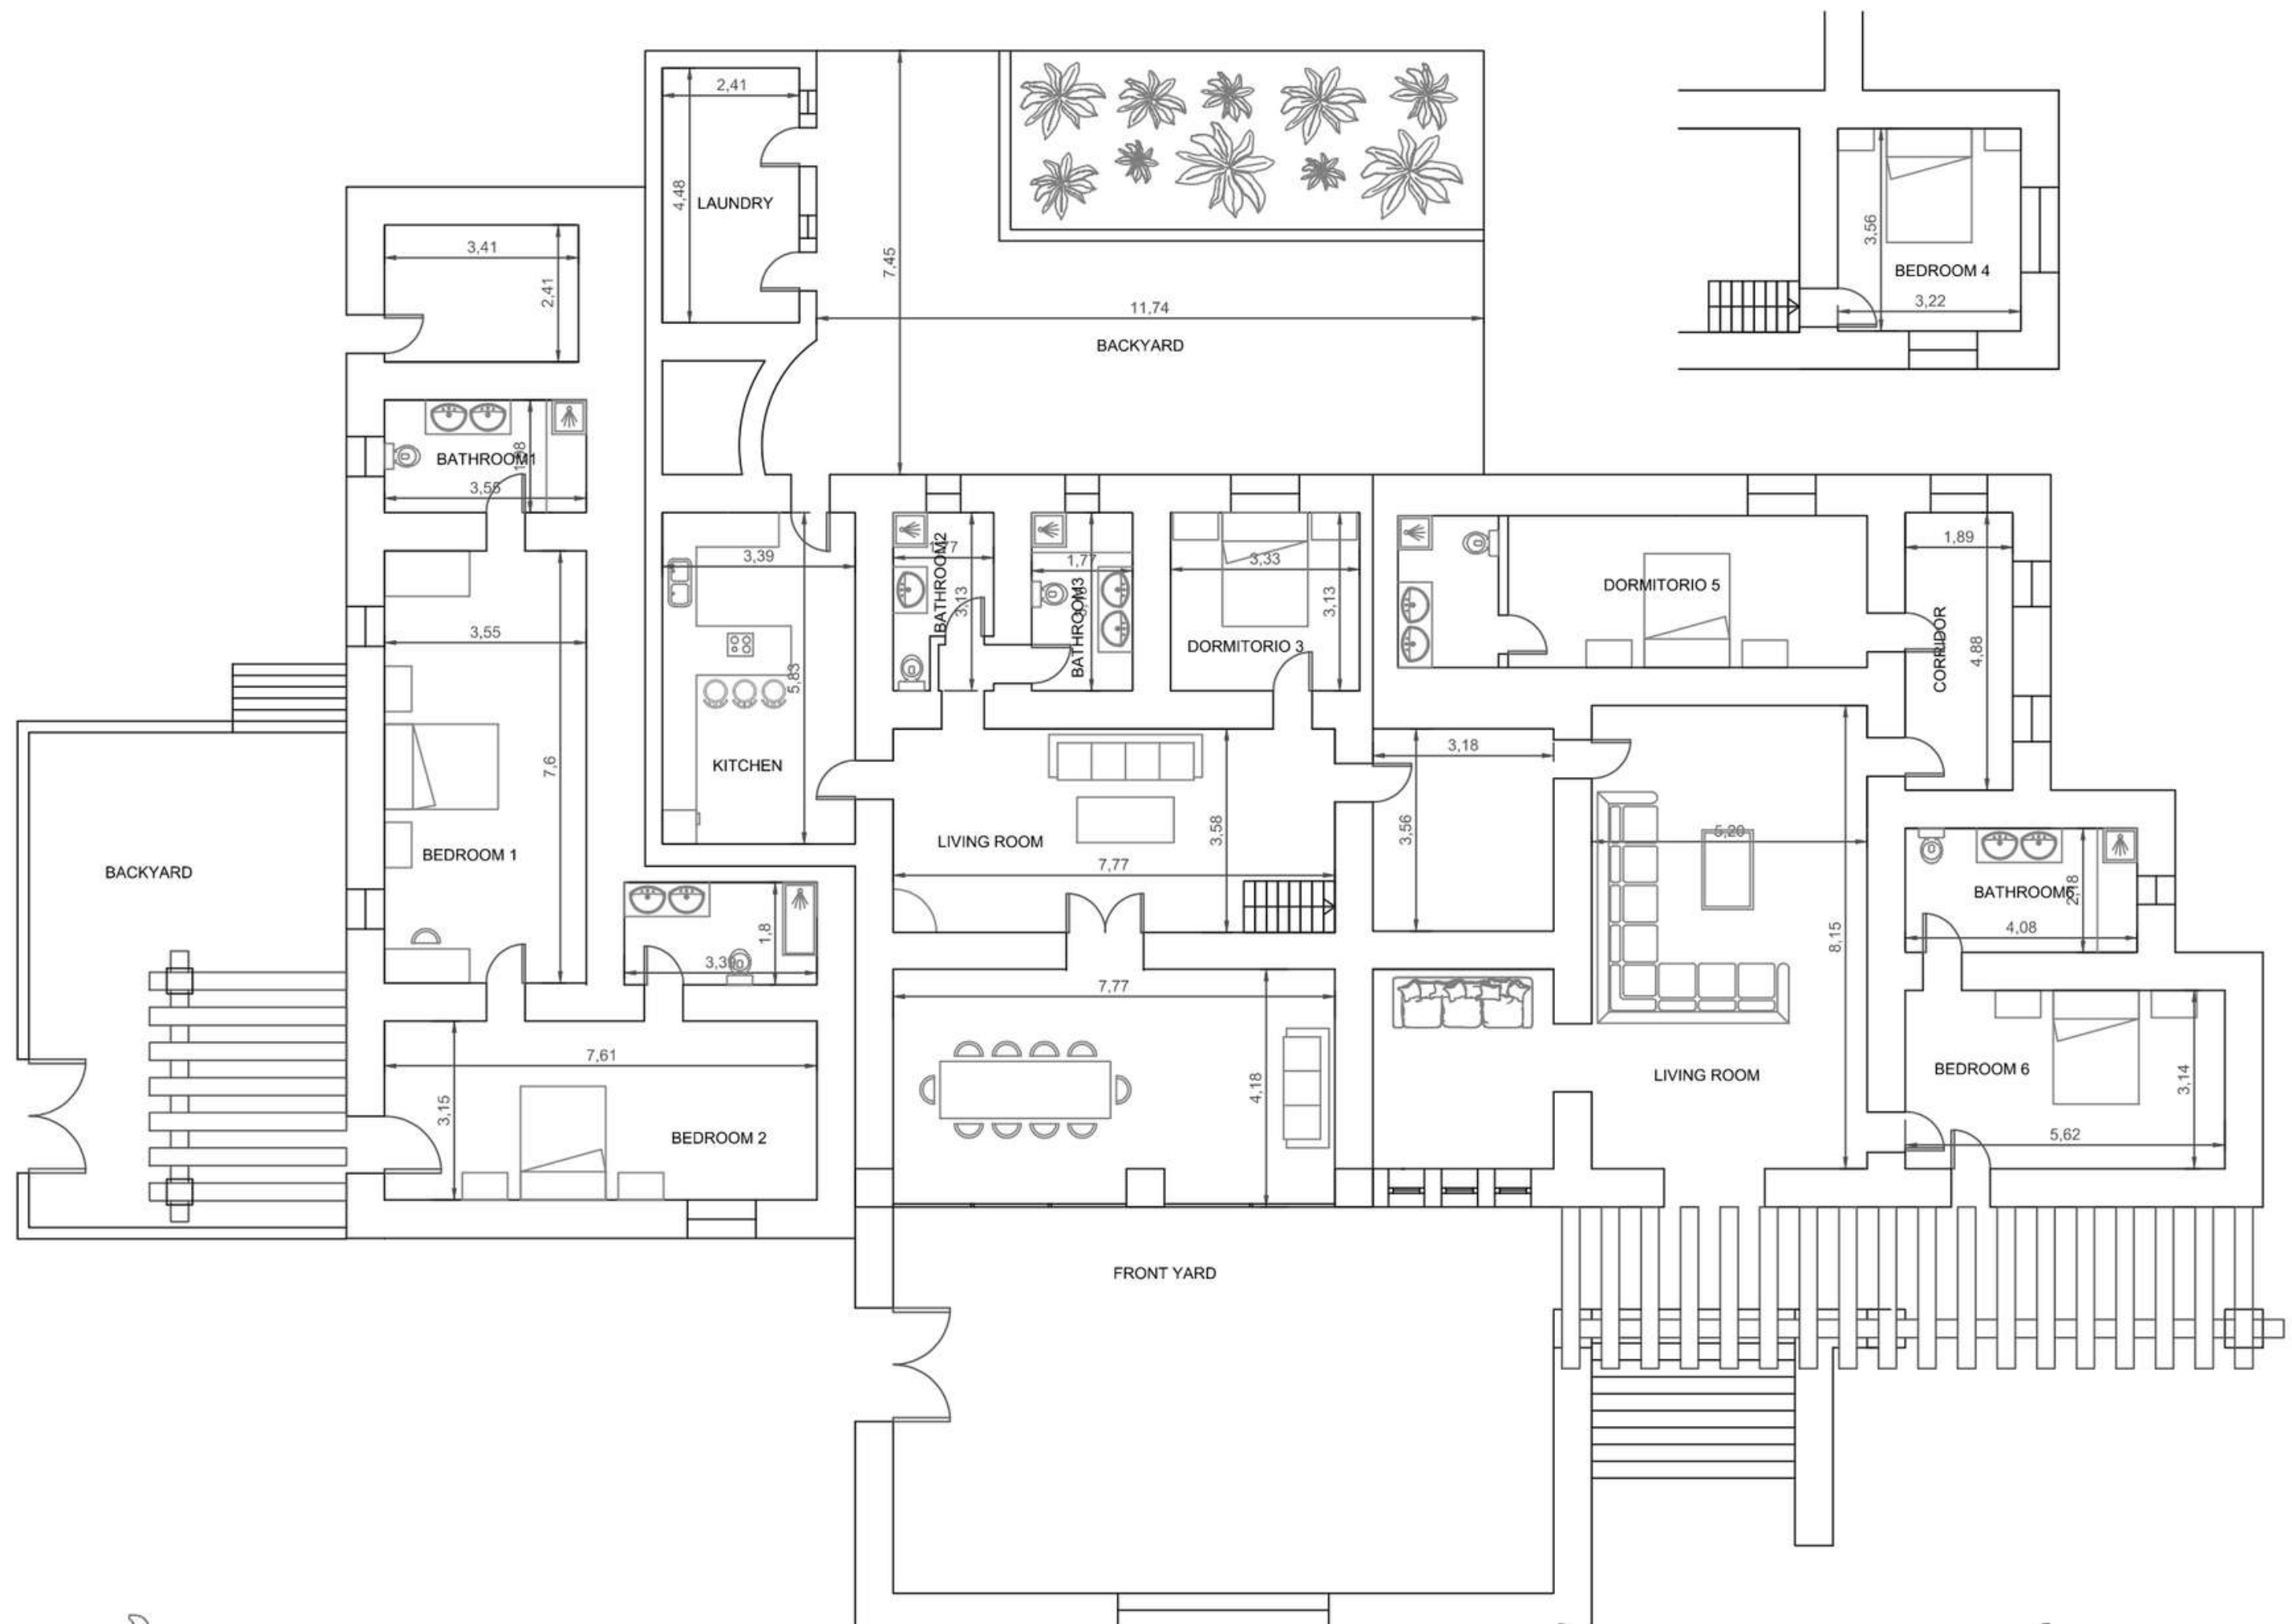 2,41
4,48
LAUNDRY
7,45
11,74
BACKYARD
3,56
BEDROOM 4
3,22
3,41
2,41
BATHROOM1
3,55
3,55
7,6
BEDROOM 1
BACKYARD
3,39
5,83
KITCHEN
BATHROOM2
3,13
1,77
BATHROOM3
3,33
3,13
DORMITORIO 3
DORMITORIO 5
1,89
CORRIDOR
4,88
LIVING ROOM
3,58
7,77
3,18
3,56
5,20
8,15
BATHROOM6
2,18
4,08
1,8
3,39
7,77
4,18
7,61
3,15
BEDROOM 2
LIVING ROOM
BEDROOM 6
3,14
5,62
FRONT YARD